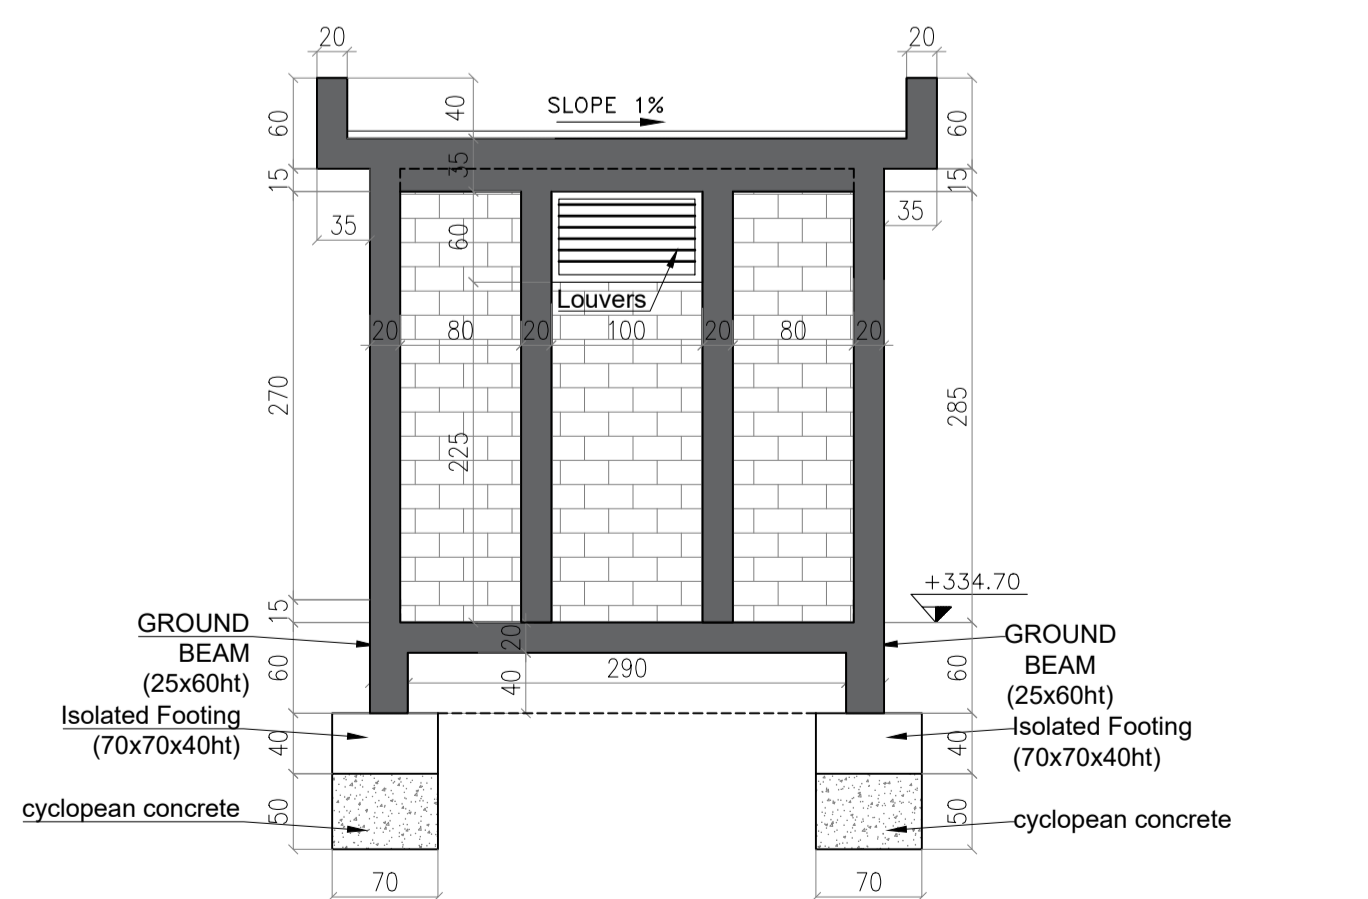 20
20
60
40
SLOPE 1%
60
15
35
15
35
60
35
Louvers
20
80
20
100
20
80
20
270
225
285
+334.70
15
GROUND
BEAM
(25x60ht)
20
GROUND
BEAM
(25x60ht)
60
40
290
60
Isolated Footing
(70x70x40ht)
40
Isolated Footing
(70x70x40ht)
40
cyclopean concrete
50
50
cyclopean concrete
70
70